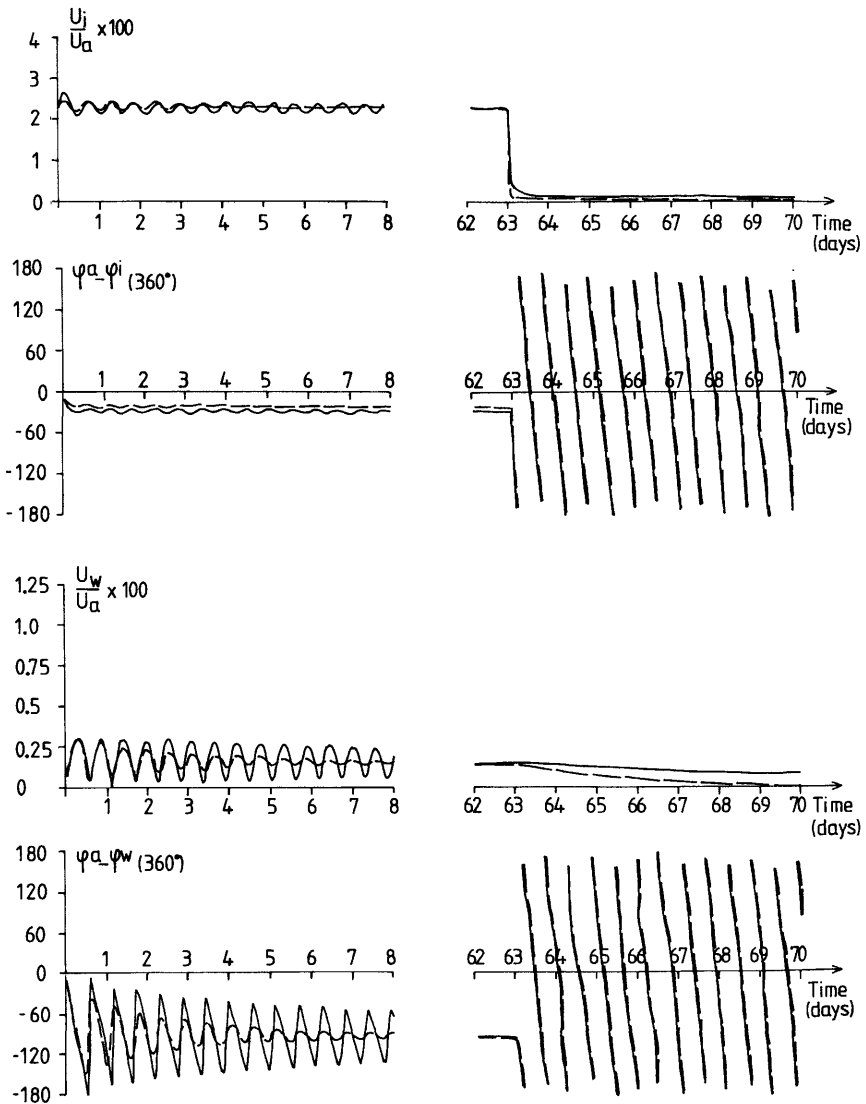 Ui/Ua x100
4
3
2
1
0
1 2 3 4 5 6 7 8
62 63 64 65 66 67 68 69 70 Time
(days)
180
120
60
0
-60
-120
-180
φa-φi (360°)
1 2 3 4 5 6 7 8
62 63 64 65 66 67 68 69 70
Time
(days)
Uw/Ua x 100
1.25
1.0
0.75
0.5
0.25
0
1 2 3 4 5 6 7 8
62 63 64 65 66 67 68 69 70 Time
(days)
180
120
60
0
-60
-120
-180
φa-φw (360°)
1 2 3 4 5 6 7 8
62 63 64 65 66 67 68 69 70
Time
(days)